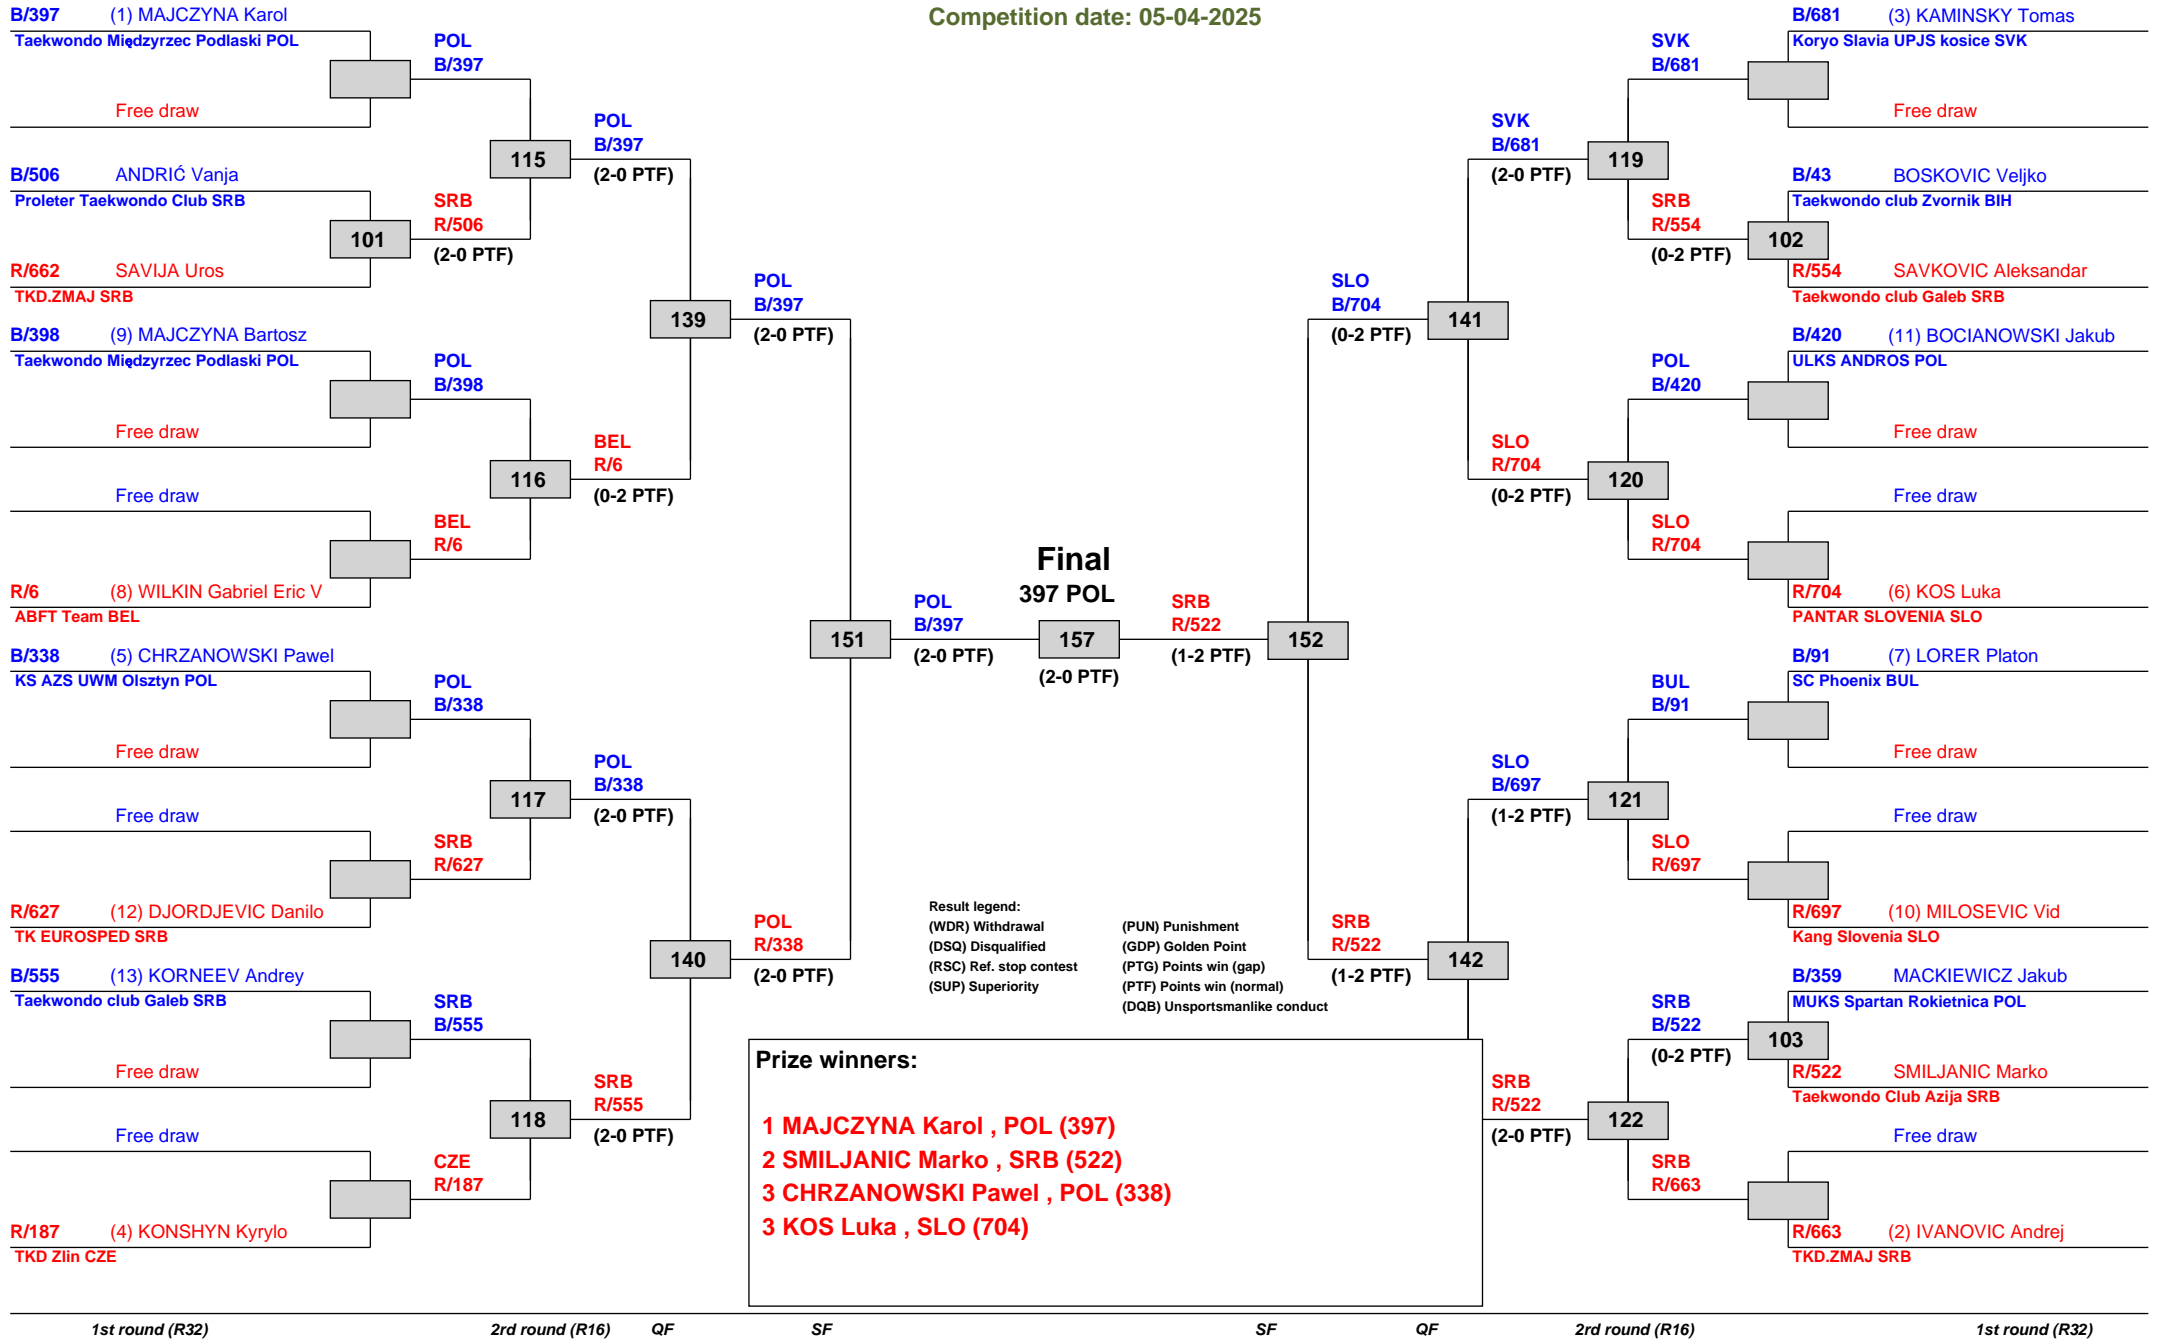 Competition date: 05-04-2025
B/397 (1) MAJCZYNA Karol
Taekwondo Międzyrzec Podlaski POL
Free draw
B/506 ANDRIĆ Vanja
Proleter Taekwondo Club SRB
R/662 SAVIJA Uros
TKD.ZMAJ SRB
B/398 (9) MAJCZYNA Bartosz
Taekwondo Międzyrzec Podlaski POL
Free draw
Free draw
R/6 (8) WILKIN Gabriel Eric V
ABFT Team BEL
B/338 (5) CHRZANOWSKI Pawel
KS AZS UWM Olsztyn POL
Free draw
Free draw
R/627 (12) DJORDJEVIC Danilo
TK EUROSPED SRB
B/555 (13) KORNEEV Andrey
Taekwondo club Galeb SRB
Free draw
Free draw
R/187 (4) KONSHYN Kyrylo
TKD Zlin CZE
101
POL
B/397
SRB
R/506
(2-0 PTF)
POL
B/398
BEL
R/6
POL
B/338
SRB
R/627
SRB
B/555
CZE
R/187
115
116
117
118
POL
B/397
(2-0 PTF)
BEL
R/6
(0-2 PTF)
POL
B/338
(2-0 PTF)
SRB
R/555
(2-0 PTF)
139
140
POL
B/397
(2-0 PTF)
POL
R/338
(2-0 PTF)
151
POL
B/397
(2-0 PTF)
Final
397 POL
157
(2-0 PTF)
SRB
R/522
(1-2 PTF)
152
SLO
B/704
(0-2 PTF)
SRB
R/522
(1-2 PTF)
141
142
SVK
B/681
(2-0 PTF)
SLO
R/704
(0-2 PTF)
SLO
B/697
(1-2 PTF)
SRB
R/522
(2-0 PTF)
119
120
121
122
SVK
B/681
SRB
R/554
(0-2 PTF)
POL
B/420
SLO
R/704
BUL
B/91
SLO
R/697
SRB
B/522
(0-2 PTF)
SRB
R/663
102
103
B/681 (3) KAMINSKY Tomas
Koryo Slavia UPJS kosice SVK
Free draw
B/43 BOSKOVIC Veljko
Taekwondo club Zvornik BIH
R/554 SAVKOVIC Aleksandar
Taekwondo club Galeb SRB
B/420 (11) BOCIANOWSKI Jakub
ULKS ANDROS POL
Free draw
Free draw
R/704 (6) KOS Luka
PANTAR SLOVENIA SLO
B/91 (7) LORER Platon
SC Phoenix BUL
Free draw
Free draw
R/697 (10) MILOSEVIC Vid
Kang Slovenia SLO
B/359 MACKIEWICZ Jakub
MUKS Spartan Rokietnica POL
R/522 SMILJANIC Marko
Taekwondo Club Azija SRB
Free draw
R/663 (2) IVANOVIC Andrej
TKD.ZMAJ SRB
Result legend:
(WDR) Withdrawal
(DSQ) Disqualified
(RSC) Ref. stop contest
(SUP) Superiority
(PUN) Punishment
(GDP) Golden Point
(PTG) Points win (gap)
(PTF) Points win (normal)
(DQB) Unsportsmanlike conduct
Prize winners:
1 MAJCZYNA Karol , POL (397)
2 SMILJANIC Marko , SRB (522)
3 CHRZANOWSKI Pawel , POL (338)
3 KOS Luka , SLO (704)
1st round (R32) 2rd round (R16) QF SF SF QF 2rd round (R16) 1st round (R32)